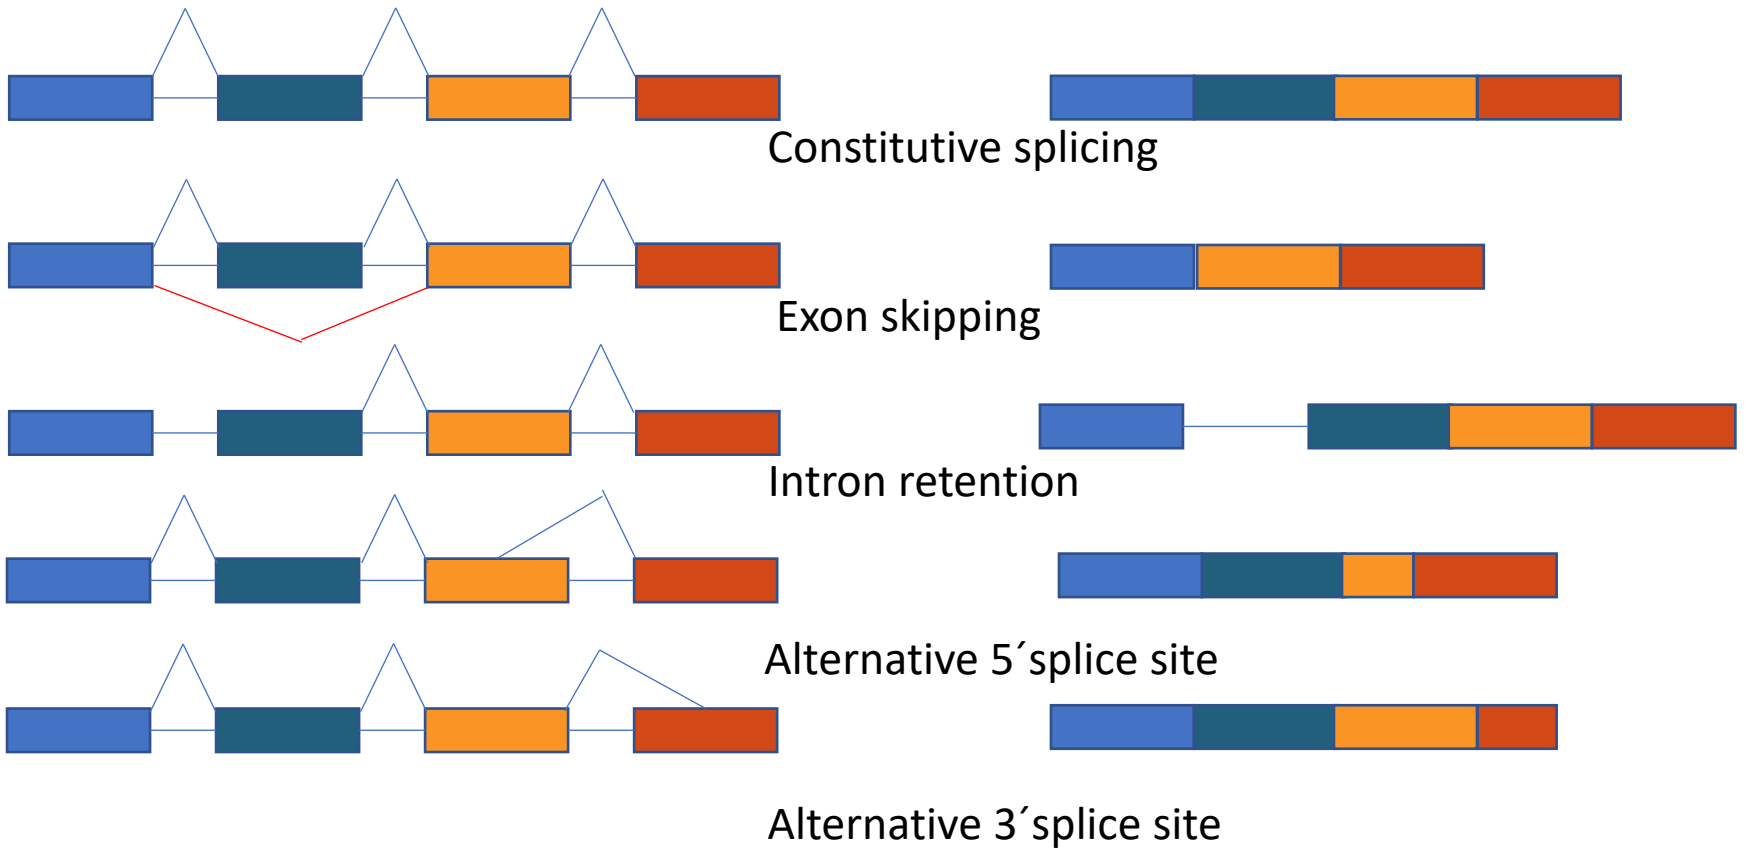 Constitutive splicing
Exon skipping
Intron retention
Alternative 5´splice site
Alternative 3´splice site